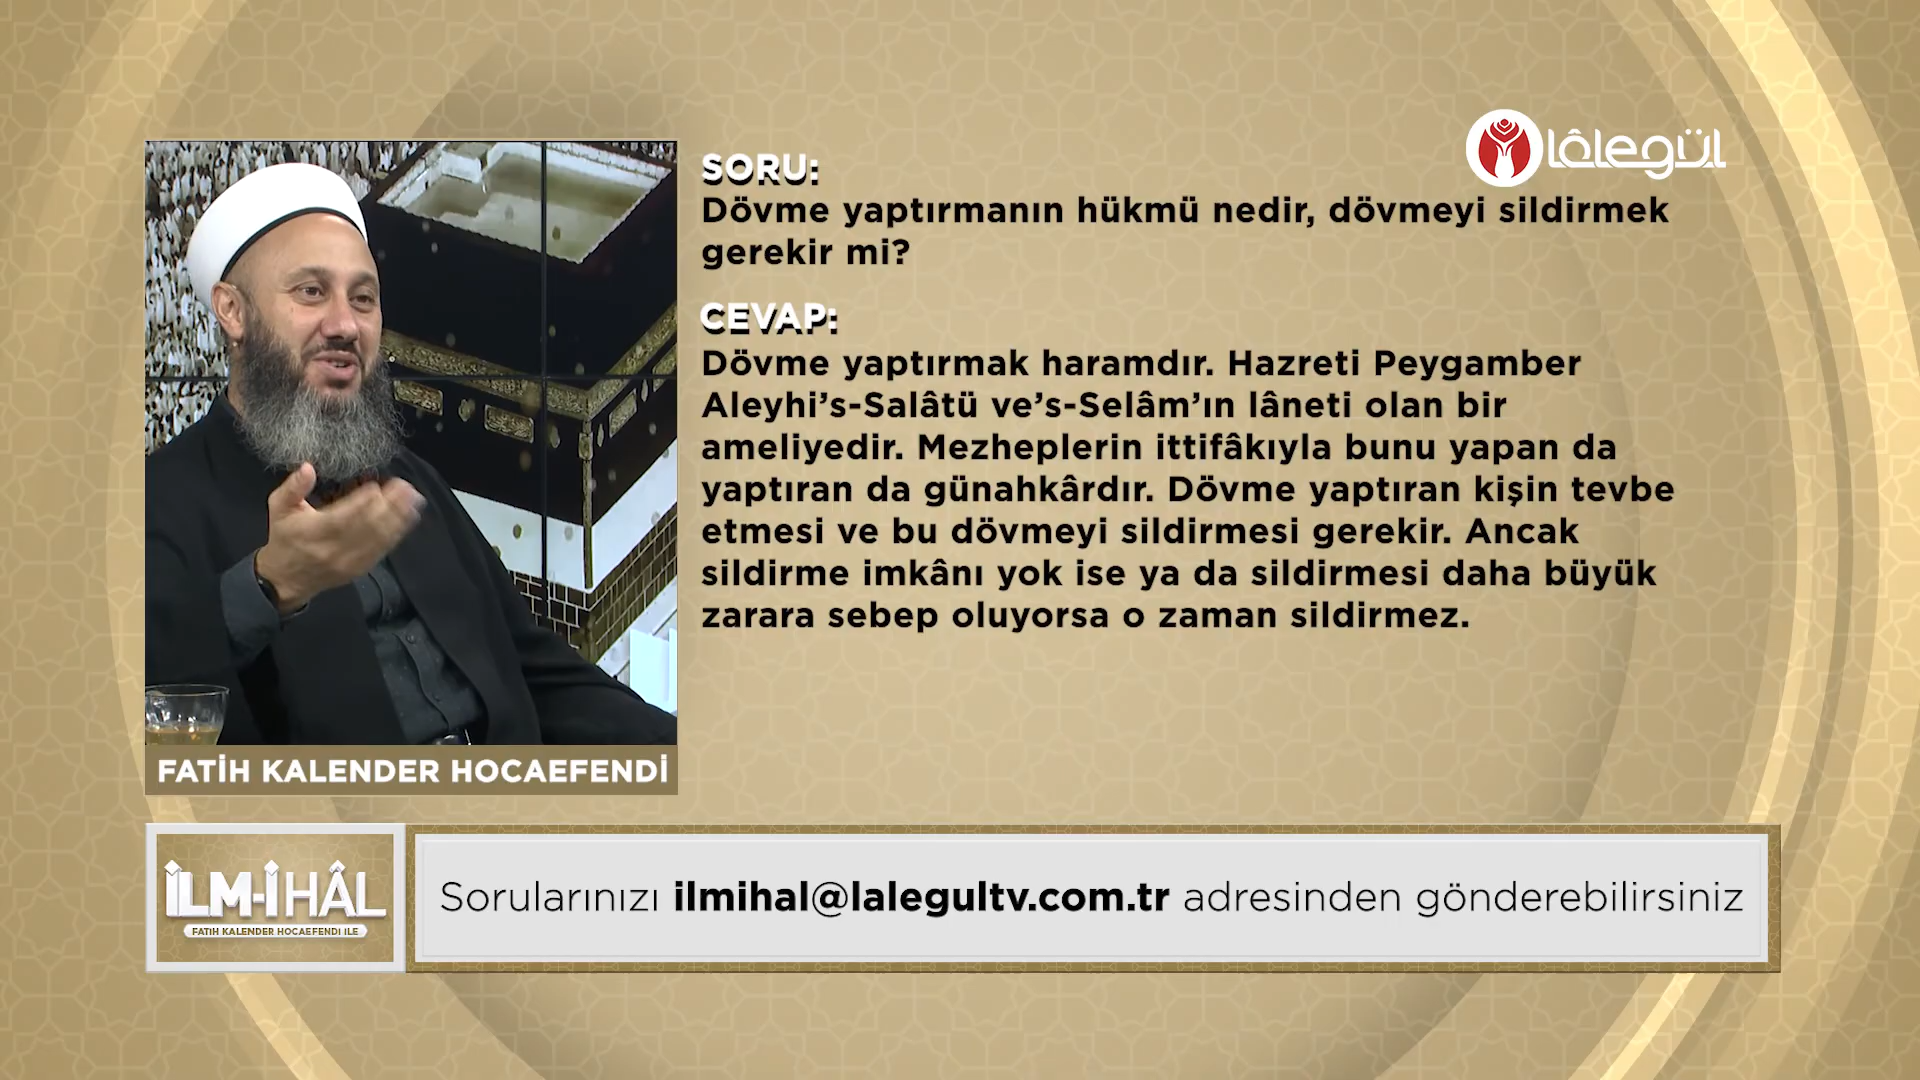 lâlegül
SORU:
Dövme yaptırmanın hükmü nedir, dövmeyi sildirmek
gerekir mi?
CEVAP:
Dövme yaptırmak haramdır. Hazreti Peygamber
Aleyhi’s-Salâtü ve’s-Selâm’ın lâneti olan bir
ameliyedir. Mezheplerin ittifâkıyla bunu yapan da
yaptıran da günahkârdır. Dövme yaptıran kişin tevbe
etmesi ve bu dövmeyi sildirmesi gerekir. Ancak
sildirme imkânı yok ise ya da sildirmesi daha büyük
zarara sebep oluyorsa o zaman sildirmez.
FATİH KALENDER HOCAEFENDİ
İLM-İHÂL
FATİH KALENDER HOCAEFENDİ İLE
Sorularınızı ilmihal@lalegultv.com.tr adresinden gönderebilirsiniz